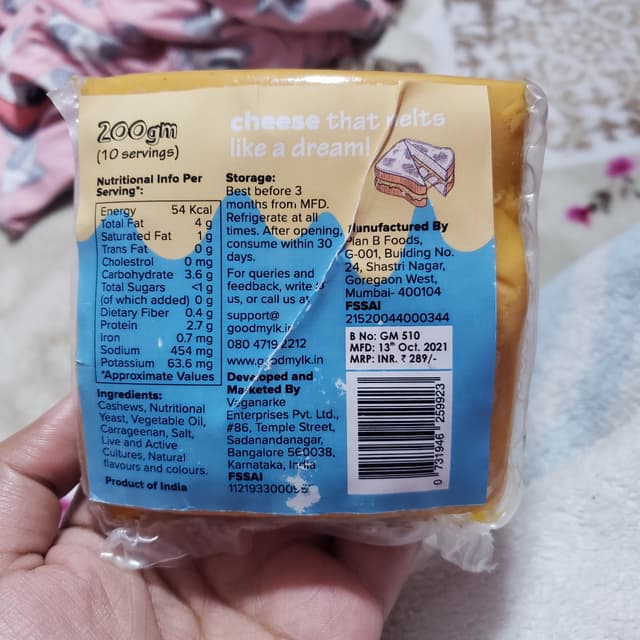 200gm
(10 servings)
Nutritional Info Per
Serving*:
Energy 54 Kcal
Total Fat 4 g
Saturated Fat 1 g
Trans Fat 0 g
Cholestrol 0 mg
Carbohydrate 3.6 g
Total Sugars <1 g
(of which added) 0 g
Dietary Fiber 0.4 g
Protein 2.7 g
Iron 0.7 mg
Sodium 454 mg
Potassium 63.6 mg
*Approximate Values
Ingredients:
Cashews, Nutritional
Yeast, Vegetable Oil,
Carrageenan, Salt,
Live and Active
Cultures, Natural
flavours and colours.
Product of India
cheese that melts
like a dream!
Storage:
Best before 3
months from MFD.
Refrigerate at all
times. After opening,
consume within 30
days.
For queries and
feedback, write to
us, or call us at
support@
goodmylk.in
080 4719 2212
www.goodmylk.in
Developed and
Marketed By
Veganarke
Enterprises Pvt. Ltd.,
#86, Temple Street,
Sadanandanagar,
Bangalore 560038,
Karnataka, India
FSSAI
Manufactured By
Plan B Foods,
G-001, Building No.
24, Shastri Nagar,
Goregaon West,
Mumbai- 400104
FSSAI
21520044000344
B No: GM 510
MFD: 13th Oct. 2021
MRP: INR. ₹ 289/-
0 731946 259923